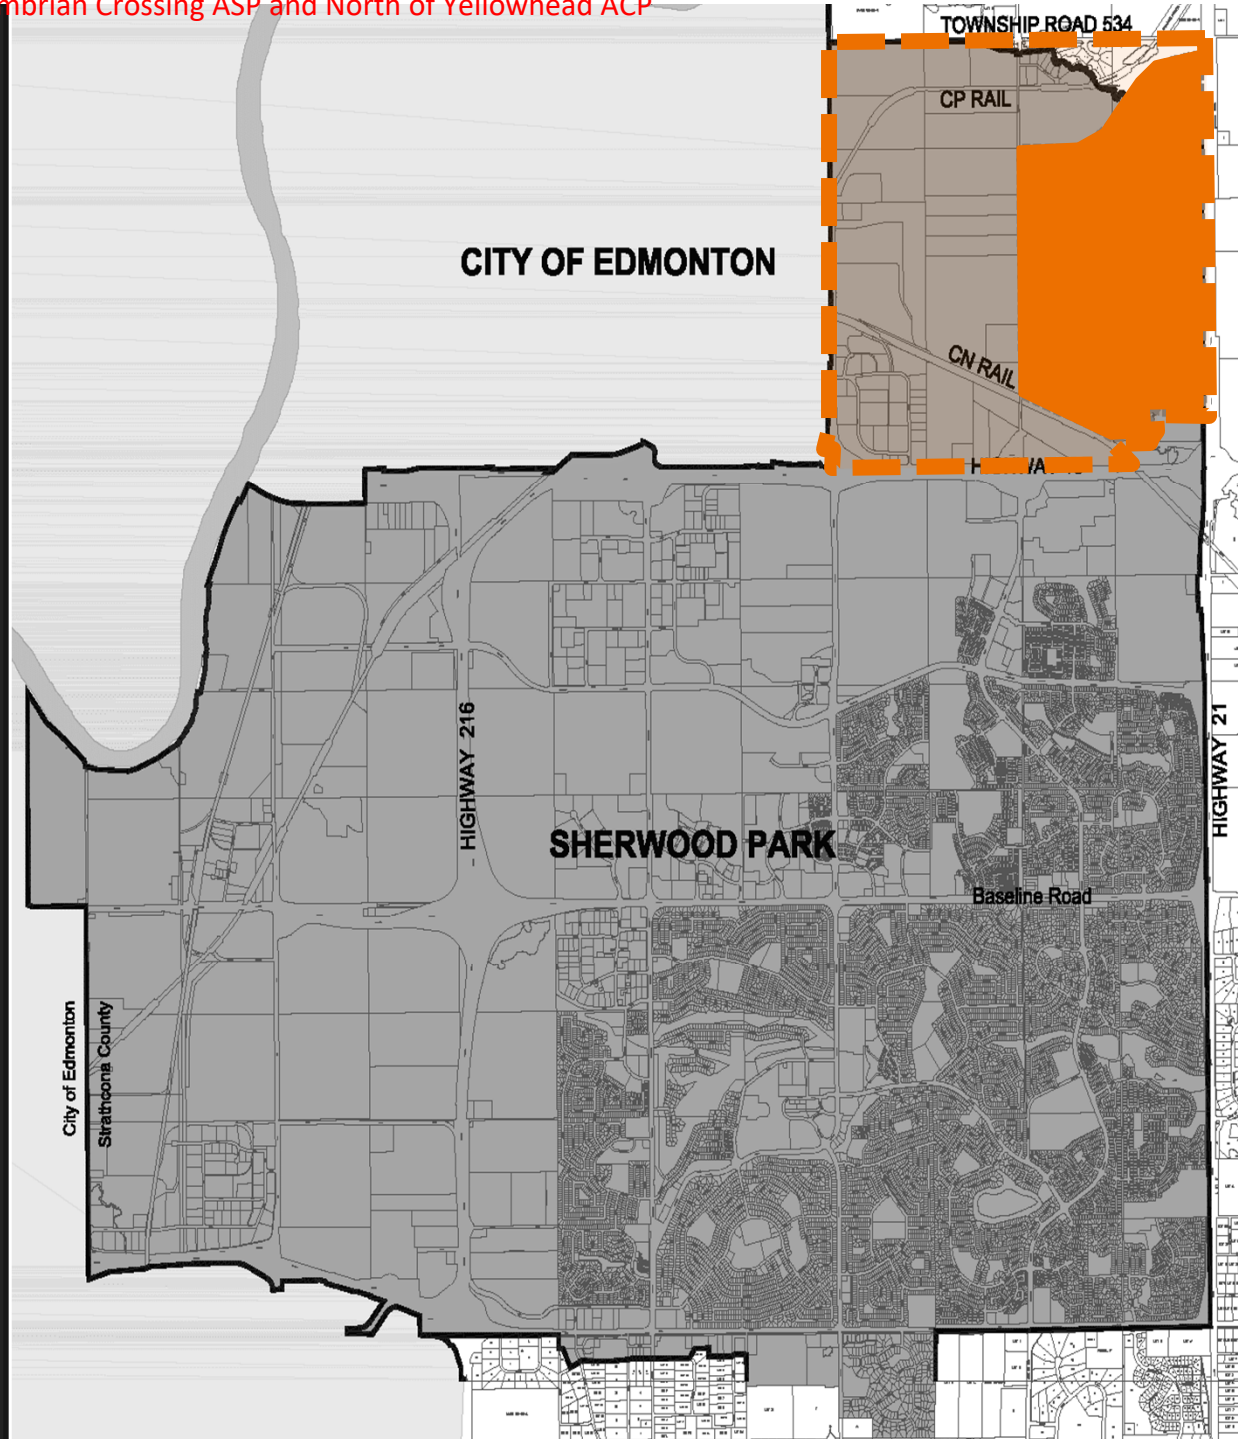 mbrian Crossing ASP and North of Yellowhead ACP
TOWNSHIP ROAD 534
CP RAIL
CITY OF EDMONTON
CN RAIL
HIGHWAY 216
HIGHWAY 21
SHERWOOD PARK
Baseline Road
City of Edmonton
Strathcona County